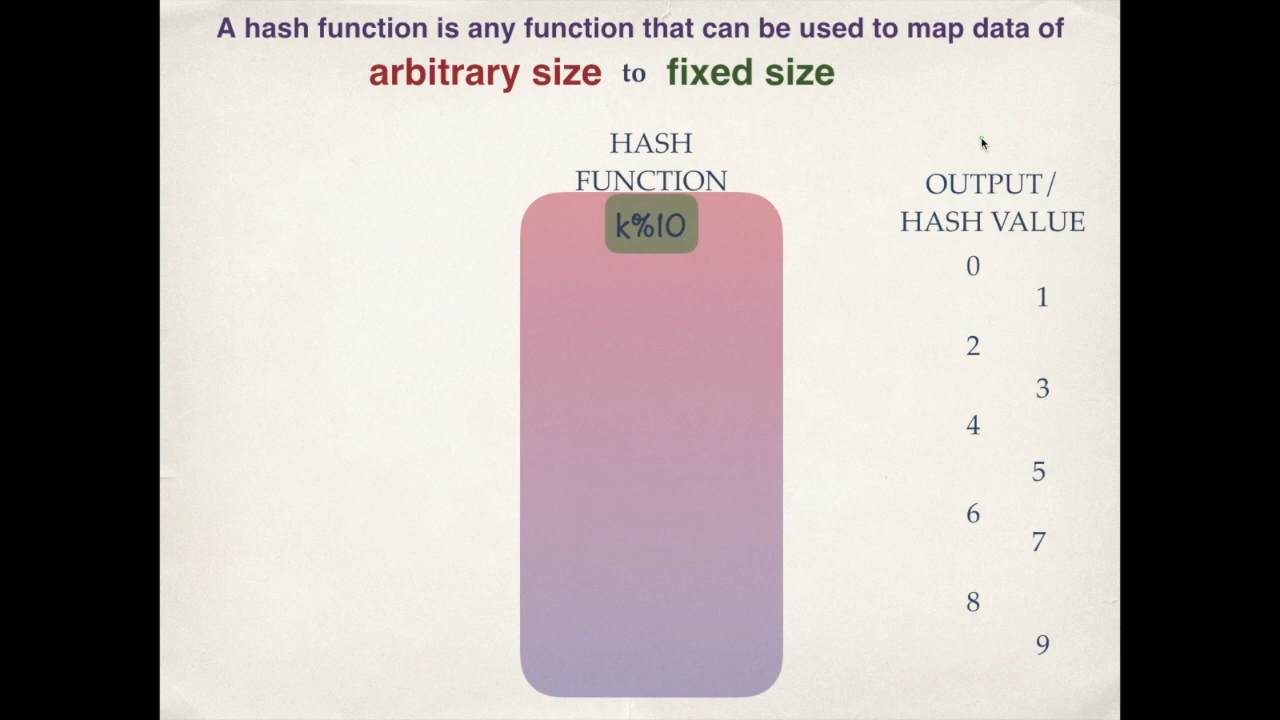 A hash function is any function that can be used to map data of
arbitrary size to fixed size
HASH
FUNCTION
k%10
OUTPUT/
HASH VALUE
0
1
2
3
4
5
6
7
8
9